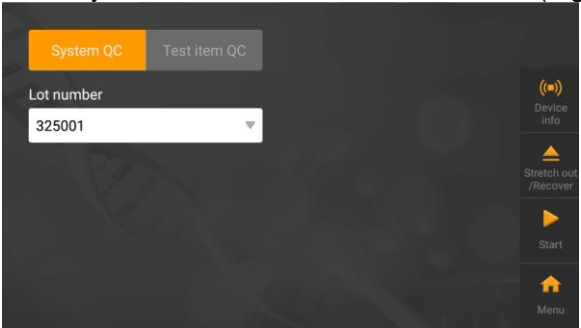 System QC
Test item QC
Lot number
325001
Device
info
Stretch out
/Recover
Start
Menu